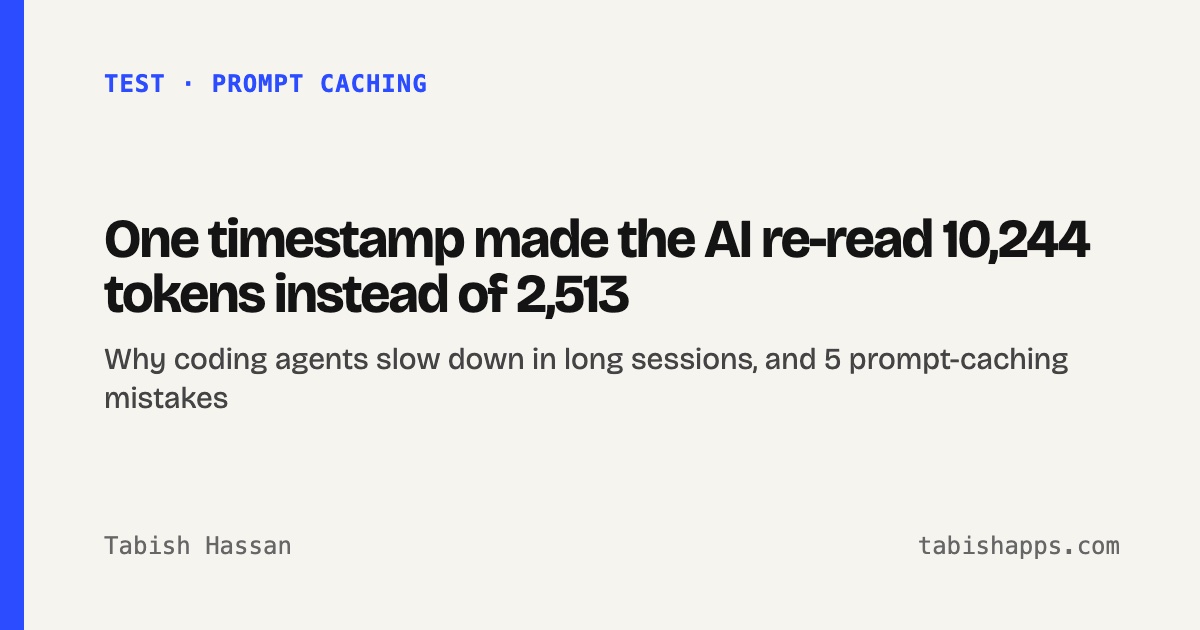 TEST · PROMPT CACHING
One timestamp made the AI re-read 10,244
tokens instead of 2,513
Why coding agents slow down in long sessions, and 5 prompt-caching
mistakes
Tabish Hassan
tabishapps.com